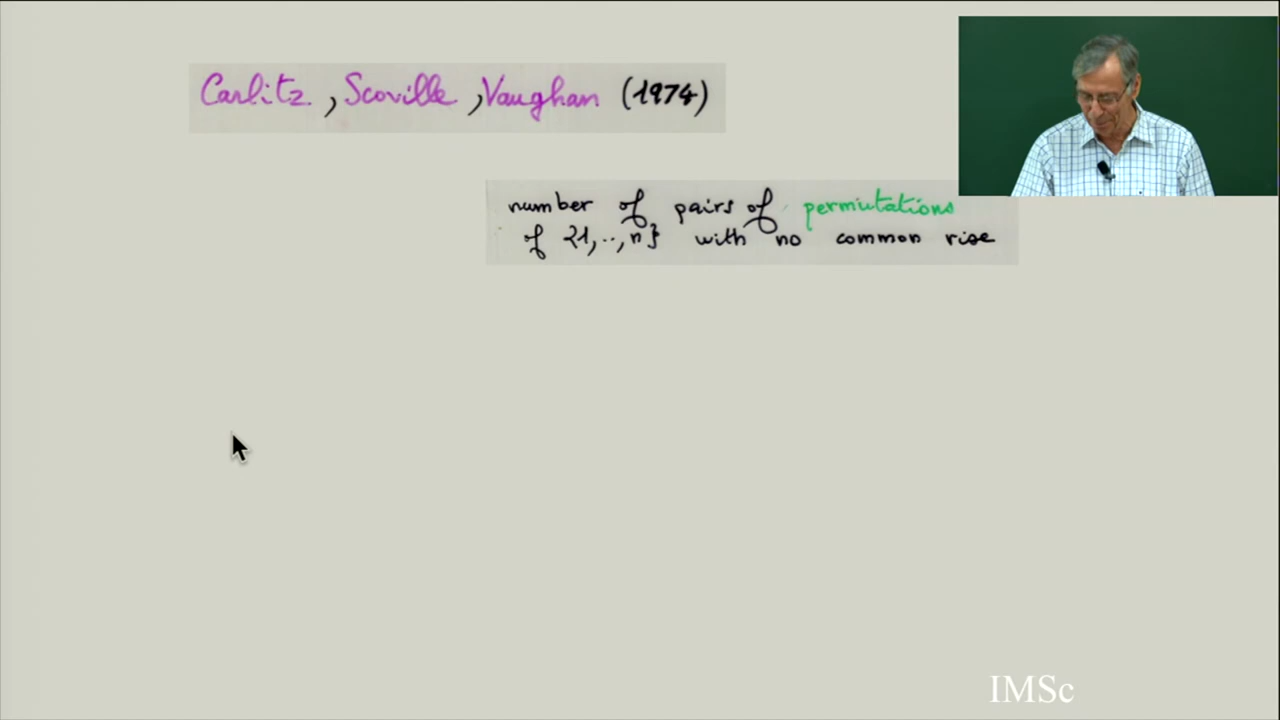 Carlitz, Scoville, Vaughan (1974)
number of pairs of permutations
of {1,..,n} with no common rise
IMSc